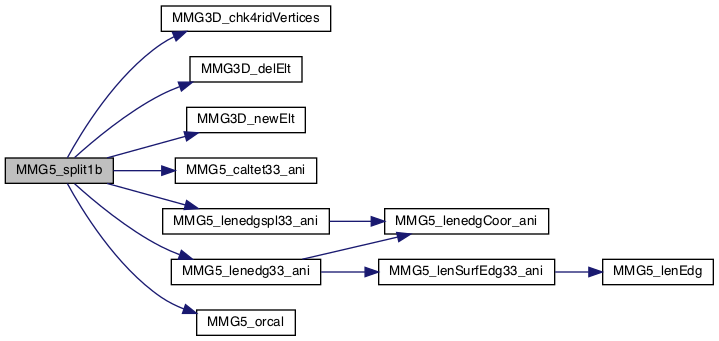 MMG5_split1b
MMG3D_chk4ridVertices
MMG3D_delElt
MMG3D_newElt
MMG5_caltet33_ani
MMG5_lenedgspl33_ani
MMG5_lenedg33_ani
MMG5_orcal
MMG5_lenedgCoor_ani
MMG5_lenSurfEdg33_ani
MMG5_lenEdg